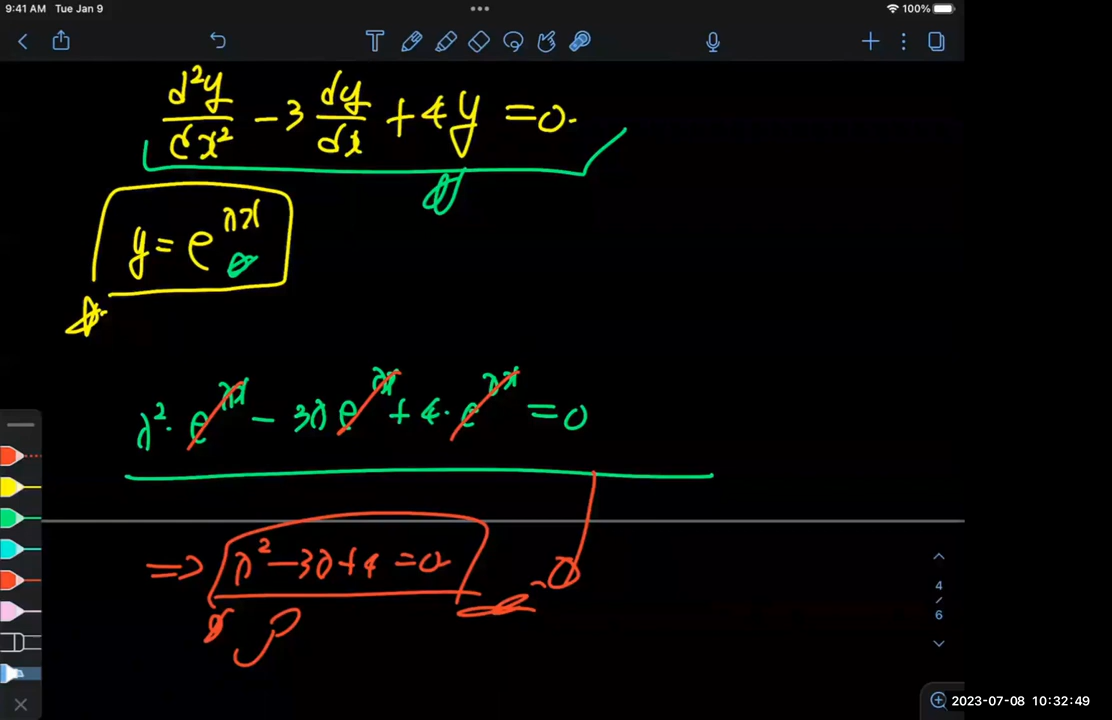 9:41 AM Tue Jan 9
100%
d²y/dx² - 3 dy/dx + 4y = 0.
y = e^{λx}
λ²·e^{λx} - 3λe^{λx} + 4·e^{λx} = 0
=> λ² - 3λ + 4 = 0
4
/
6
2023-07-08 10:32:49